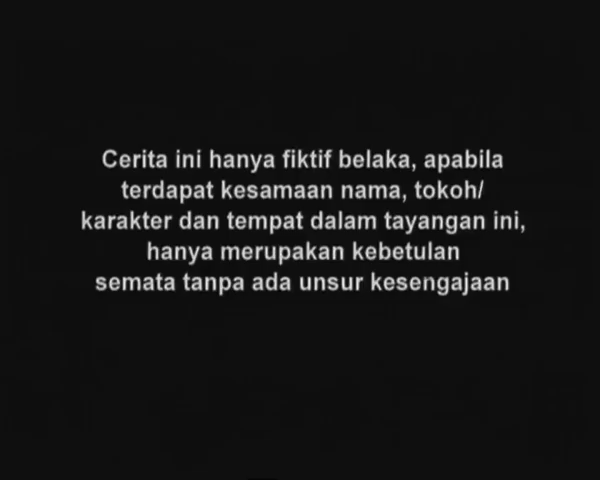 Cerita ini hanya fiktif belaka, apabila
terdapat kesamaan nama, tokoh/
karakter dan tempat dalam tayangan ini,
hanya merupakan kebetulan
semata tanpa ada unsur kesengajaan